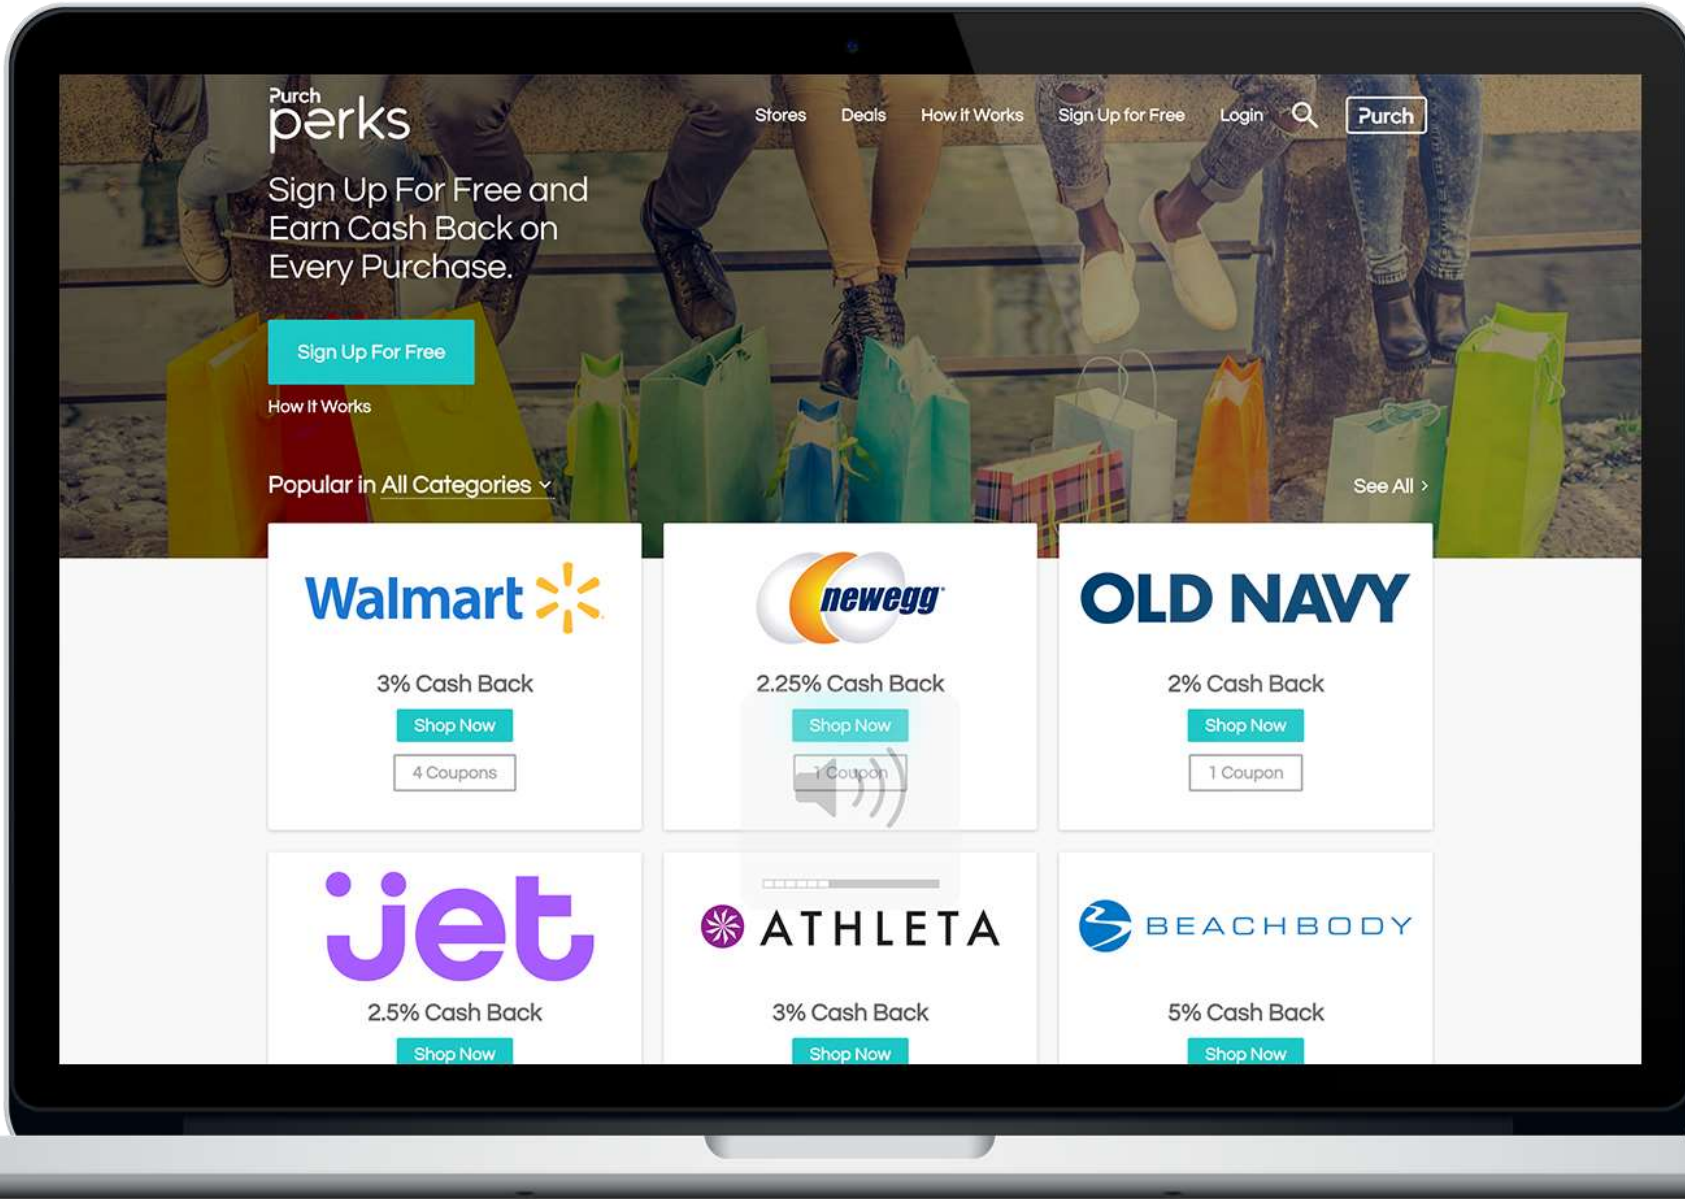 Purch
perks
Stores Deals How it Works Sign Up for Free Login Purch
Sign Up For Free and
Earn Cash Back on
Every Purchase.
Sign Up For Free
How It Works
Popular in All Categories
See All
Walmart
newegg
OLD NAVY
3% Cash Back
2.25% Cash Back
2% Cash Back
Shop Now
Shop Now
Shop Now
4 Coupons
1 Coupon
1 Coupon
jet
ATHLETA
BEACHBODY
2.5% Cash Back
3% Cash Back
5% Cash Back
Shop Now
Shop Now
Shop Now